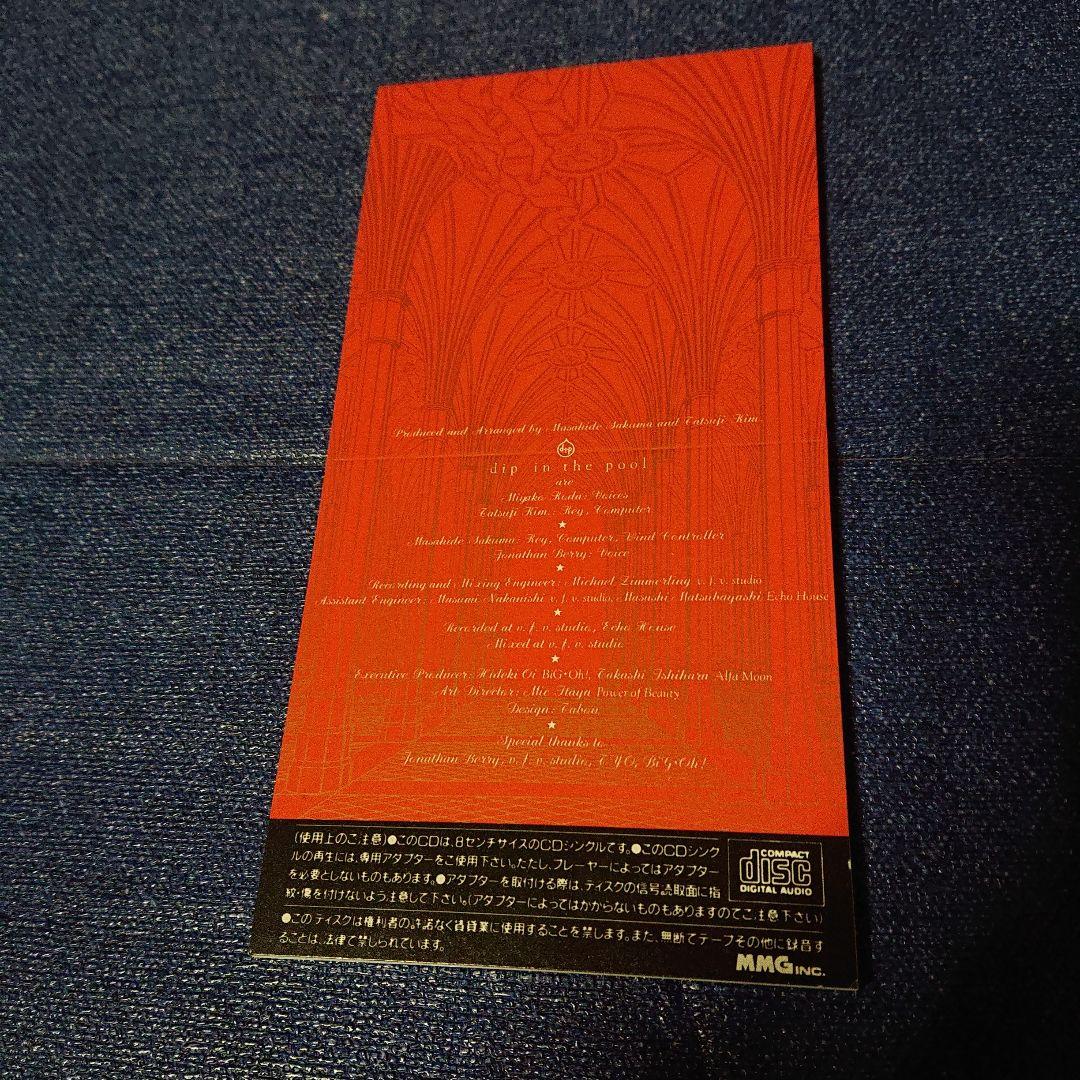 Produced and Arranged by Masahide Sakuma and Tatsuji Kim.
dip
dip in the pool
are
Miyako Koda : Voices
Tatsuji Kim. : Key, Computer
★
Masahide Sakuma : Key, Computer, Wind Controller
Jonathan Berry : Voice
★
Recording and Mixing Engineer : Michael Zimmerling v. f. v. studio
Assistant Engineer : Masumi Nakanishi v. f. v. studio, Masashi Matsubayashi Echo House
★
Recorded at v. f. v. studio, Echo House
Mixed at v. f. v. studio
★
Executive Producer : Hideki Oi BiG・Oh!, Takashi Ishihara Alfa Moon
Art Director : Mic Itaya Power of Beauty
Design : Tabou
★
Special thanks to
Jonathan Berry, v. f. v. studio, TYO, BiG・Oh!
(使用上のご注意)●このCDは、8センチサイズのCDシングルです。●このCDシング
ルの再生には、専用アダプターをご使用下さい。ただし、プレーヤーによってはアダプター
を必要としないものもあります。●アダプターを取付ける際は、ディスクの信号読取面に指
紋・傷を付けないよう注意して下さい。(アダプターによってはかからないものもありますのでご注意下さい)
●このディスクは権利者の許諾なく賃貸業に使用することを禁じます。また、無断でテープその他に録音す
ることは、法律で禁じられています。
COMPACT
disc
DIGITAL AUDIO
MMG INC.